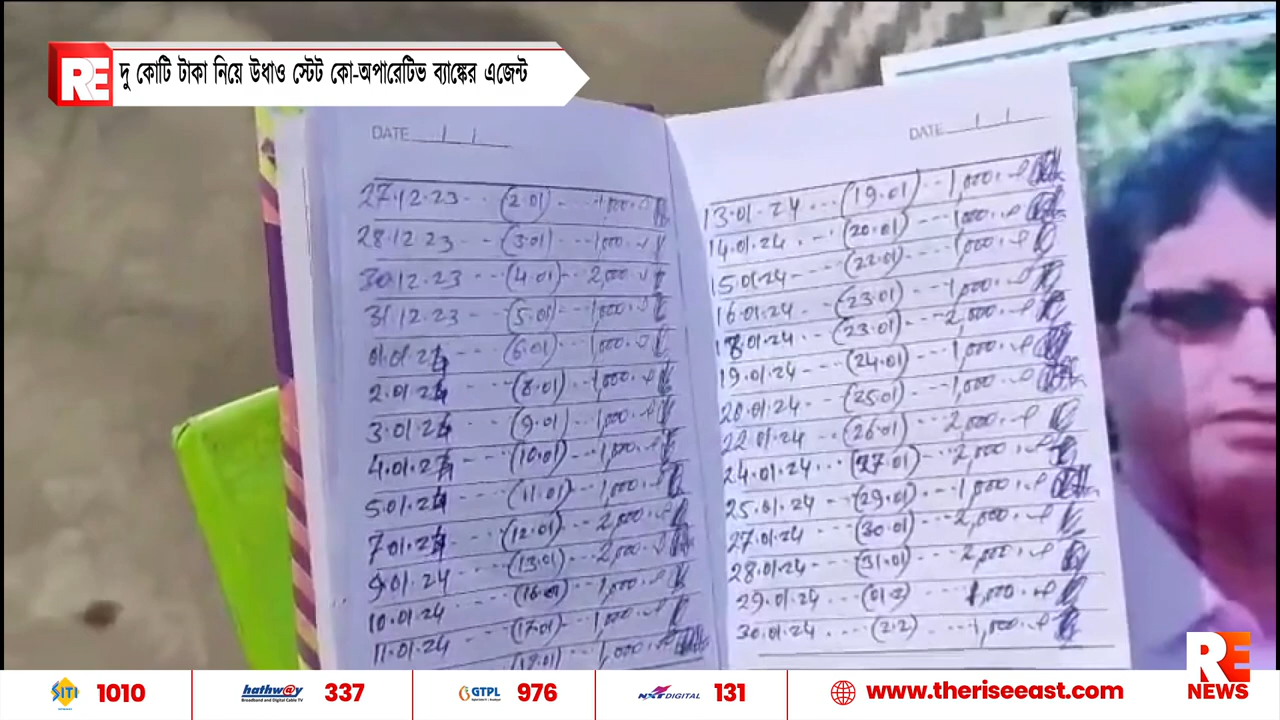 RE
দু কোটি টাকা নিয়ে উধাও স্টেট কো-অপারেটিভ ব্যাঙ্কের এজেন্ট
DATE / /
27.12.23 -- (2.01) --- 1,000.
28.12.23 --- (3.01) --- 1,000.
30.12.23 --- (4.01) -- 2,000.
31.12.23 --- (5.01) --- 1,000.
01.01.24 --- (6.01) --- 1,000.
2.01.24 --- (8.01) -- 1,000.
3.01.24 --- (9.01) -- 1,000.
4.01.24 --- (10.01) -- 1,000.
5.01.24 --- (11.01) --- 1,000.
7.01.24 --- (12.01) --- 2,000.
9.01.24 --- (13.01) --- 2,000.
10.01.24 --- (16.01) --- 1,000.
11.01.24 --- (17.01) --- 1,000.
1,000.
DATE / /
13.01.24 --- (19.01) --- 1,000.
14.01.24 --- (20.01) --- 1,000.
15.01.24 --- (22.01) --- 1,000.
16.01.24 -- (23.01) --- 1,000.
18.01.24 -- (23.01) --- 2,000.
19.01.24 --- (24.01) --- 1,000.
20.01.24 -- (25.01) --- 1,000.
22.01.24 -- (26.01) --- 2,000.
24.01.24 --- (27.01) --- 2,000.
25.01.24 -- (29.01) --- 1,000.
27.01.24 --- (30.01) --- 2,000.
28.01.24 --- (31.01) --- 2,000.
29.01.24 --- (01.2) --- 1,000.
30.01.24 ---- (2.2) ---- 1,000.
RE
NEWS
SITI 1010
hathw@y 337
Broadband and Digital Cable TV
GTPL 976
NXT DIGITAL 131
www.theriseeast.com